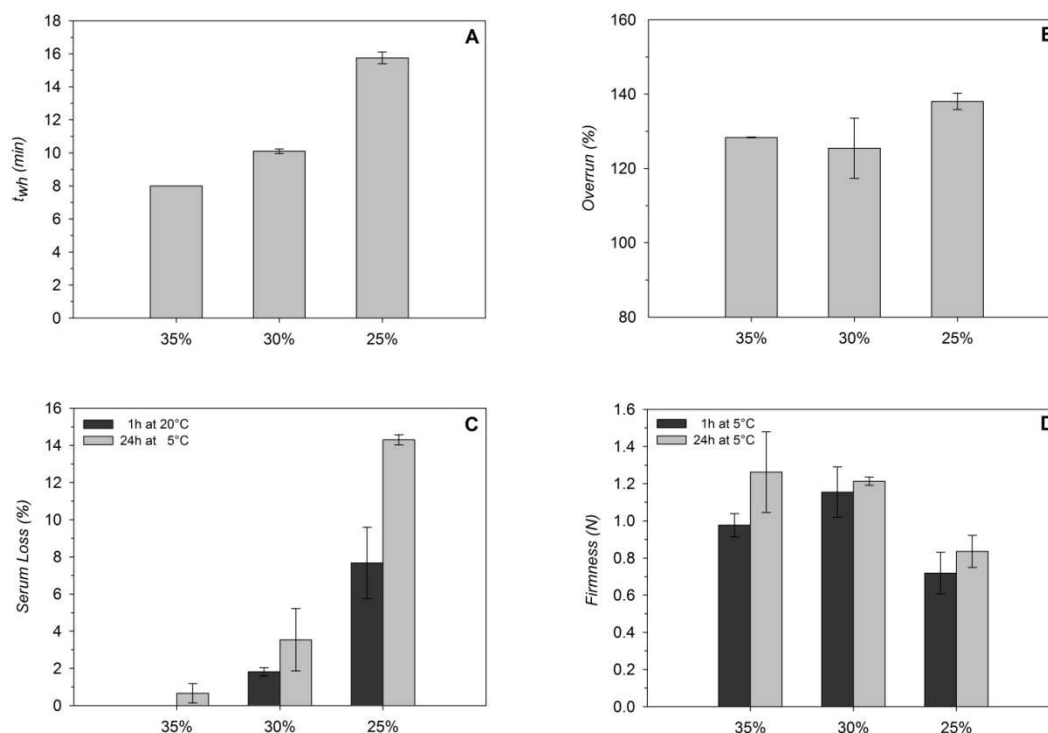 A
t_wh (min)
18
16
14
12
10
8
6
4
2
0
35% 30% 25%
B
Overrun (%)
160
140
120
100
80
35% 30% 25%
C
1h at 20°C
24h at 5°C
Serum Loss (%)
16
14
12
10
8
6
4
2
0
35% 30% 25%
D
1h at 5°C
24h at 5°C
Firmness (N)
1.6
1.4
1.2
1.0
0.8
0.6
0.4
0.2
0.0
35% 30% 25%